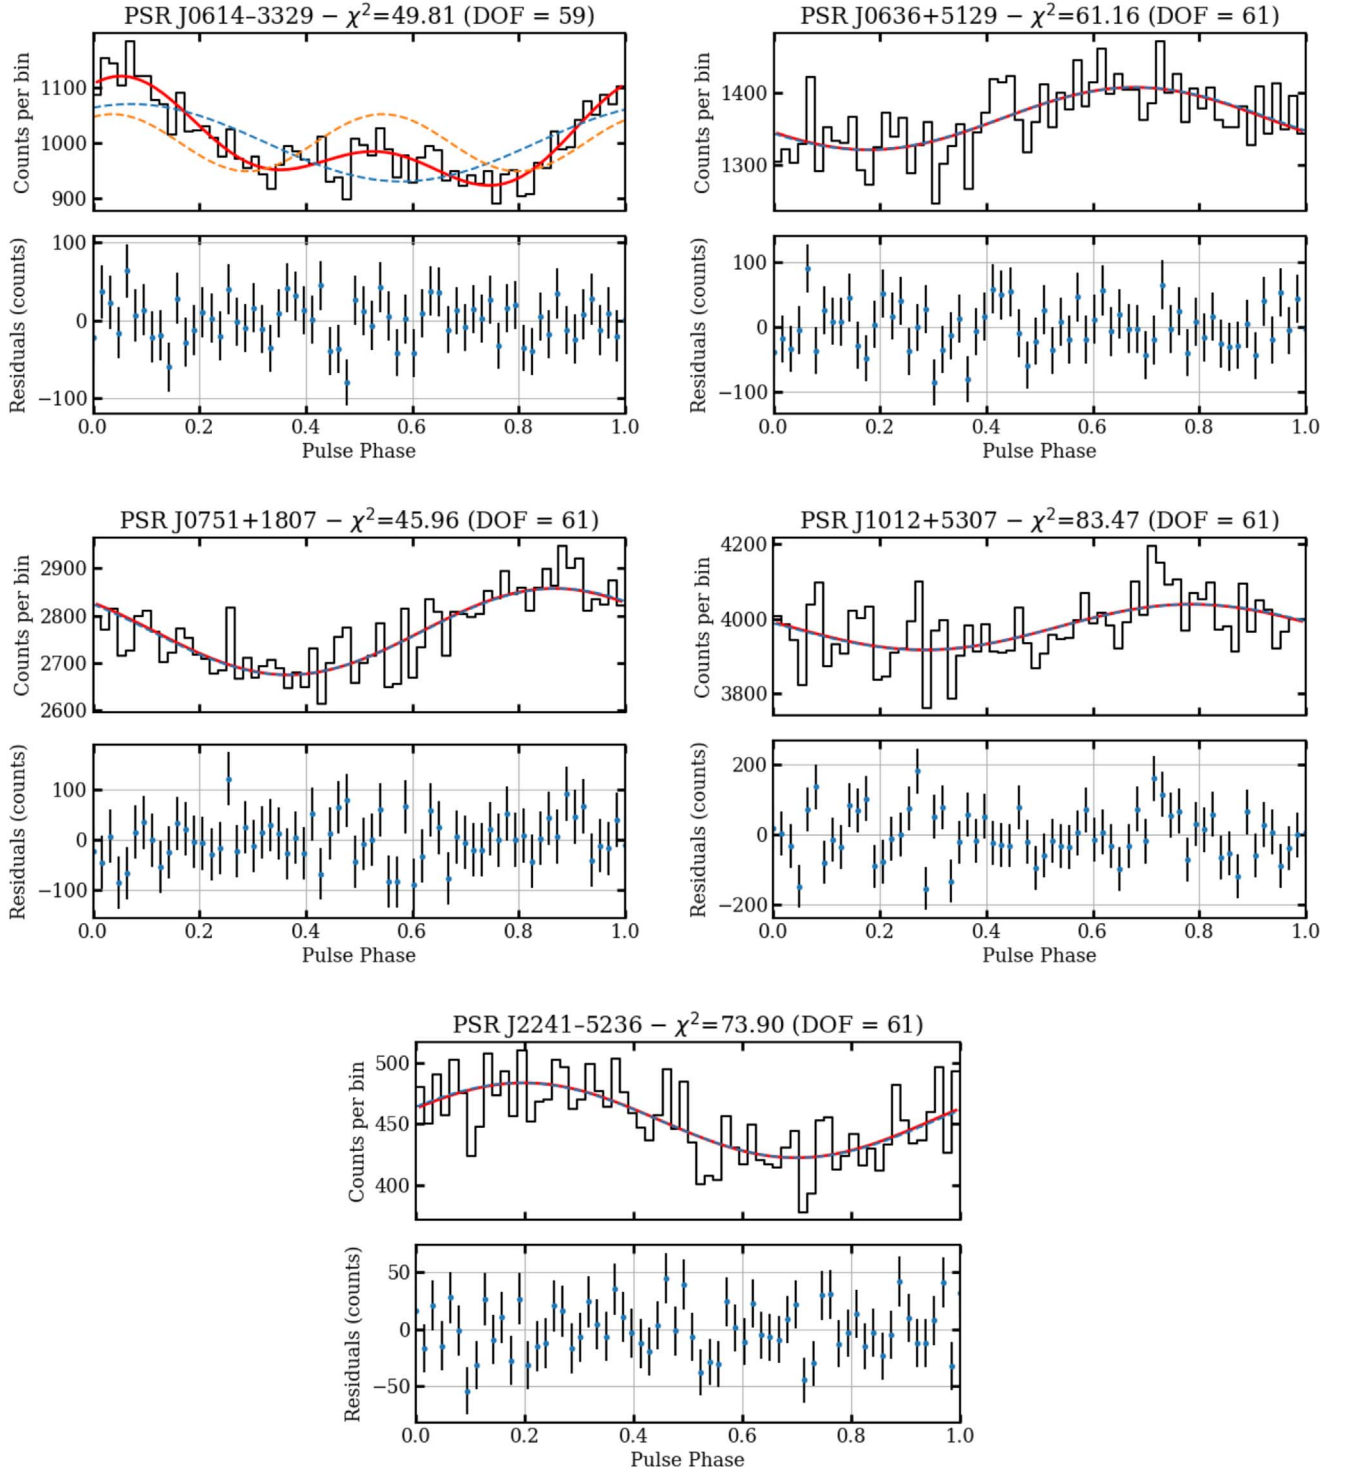 PSR J0614–3329 − χ²=49.81 (DOF = 59)
Counts per bin
1100
1000
900
Residuals (counts)
100
0
−100
0.0 0.2 0.4 0.6 0.8 1.0
Pulse Phase
PSR J0636+5129 − χ²=61.16 (DOF = 61)
Counts per bin
1400
1300
Residuals (counts)
100
0
−100
0.0 0.2 0.4 0.6 0.8 1.0
Pulse Phase
PSR J0751+1807 − χ²=45.96 (DOF = 61)
Counts per bin
2900
2800
2700
2600
Residuals (counts)
100
0
−100
0.0 0.2 0.4 0.6 0.8 1.0
Pulse Phase
PSR J1012+5307 − χ²=83.47 (DOF = 61)
Counts per bin
4200
4000
3800
Residuals (counts)
200
0
−200
0.0 0.2 0.4 0.6 0.8 1.0
Pulse Phase
PSR J2241–5236 − χ²=73.90 (DOF = 61)
Counts per bin
500
450
400
Residuals (counts)
50
0
−50
0.0 0.2 0.4 0.6 0.8 1.0
Pulse Phase